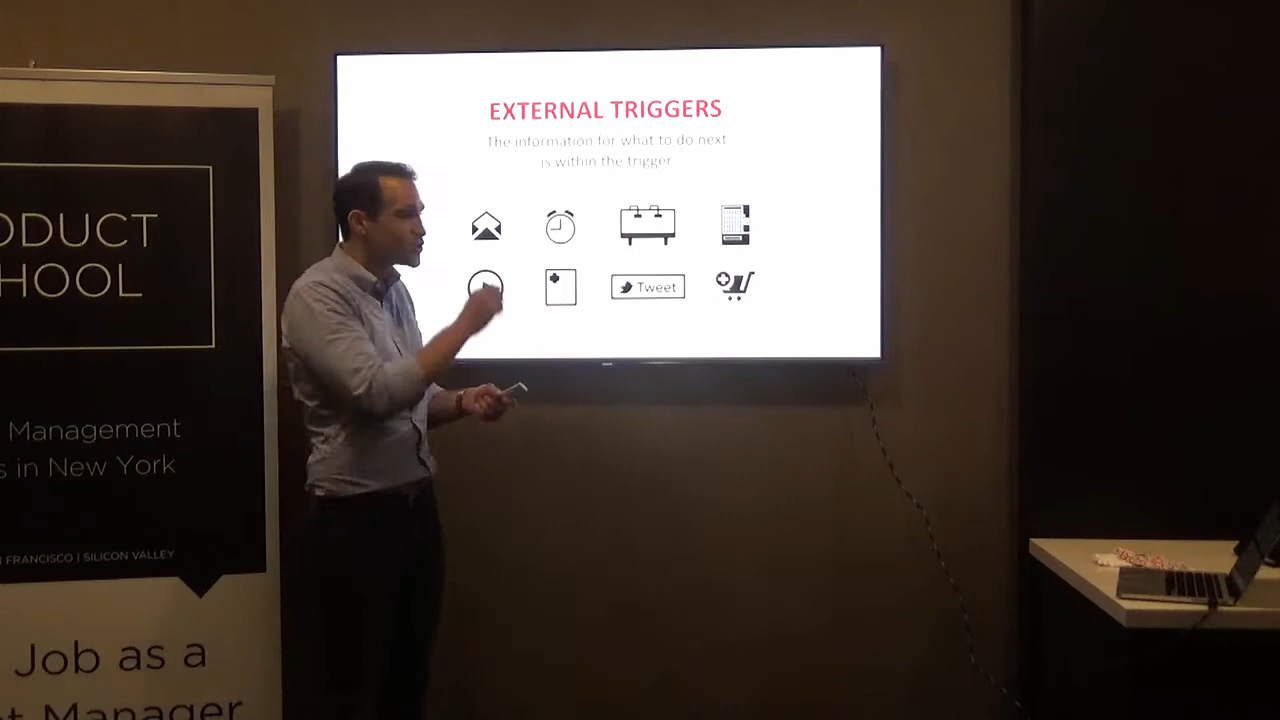 EXTERNAL TRIGGERS
The information for what to do next
is within the trigger
Tweet
ODUCT
HOOL
Management
s in New York
FRANCISCO | SILICON VALLEY
Job as a
t Manager